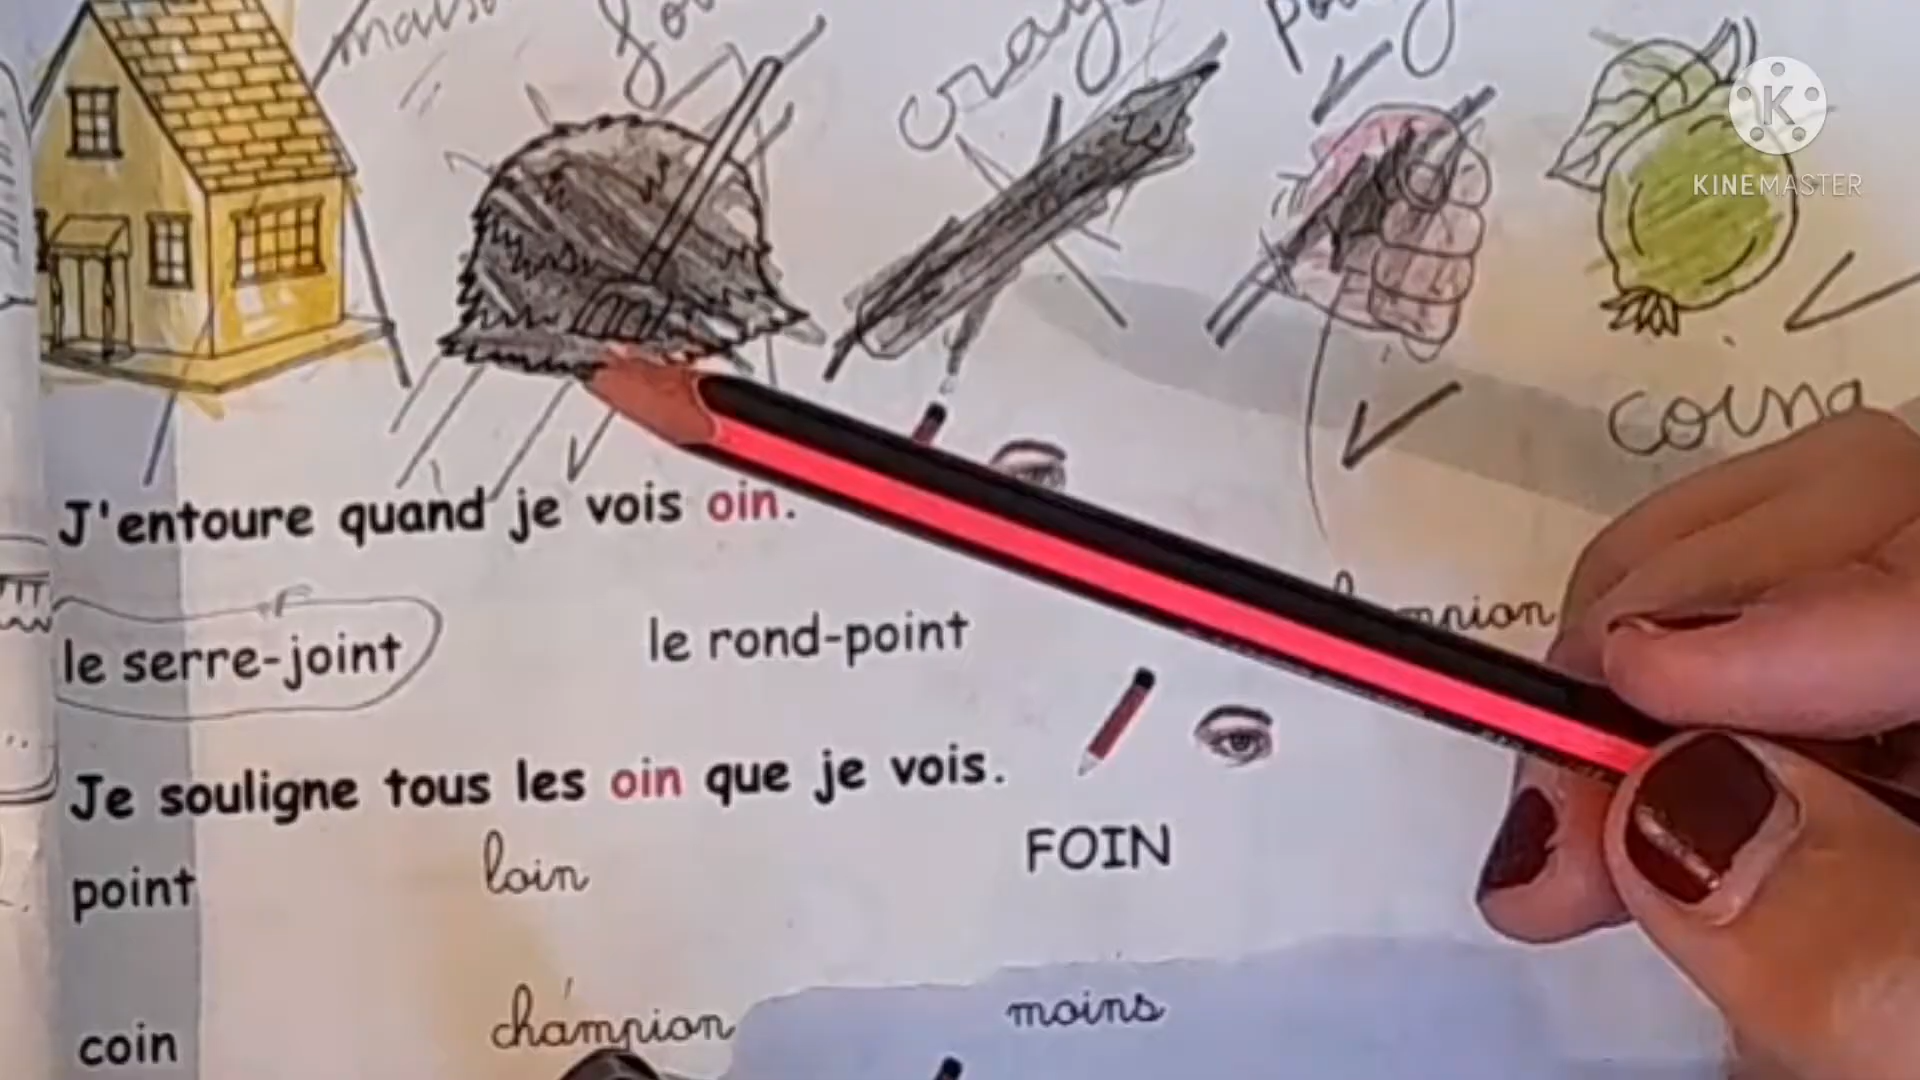 KINEMASTER
coing
J'entoure quand je vois oin.
le serre-joint le rond-point
Je souligne tous les oin que je vois.
point loin FOIN
coin champion moins